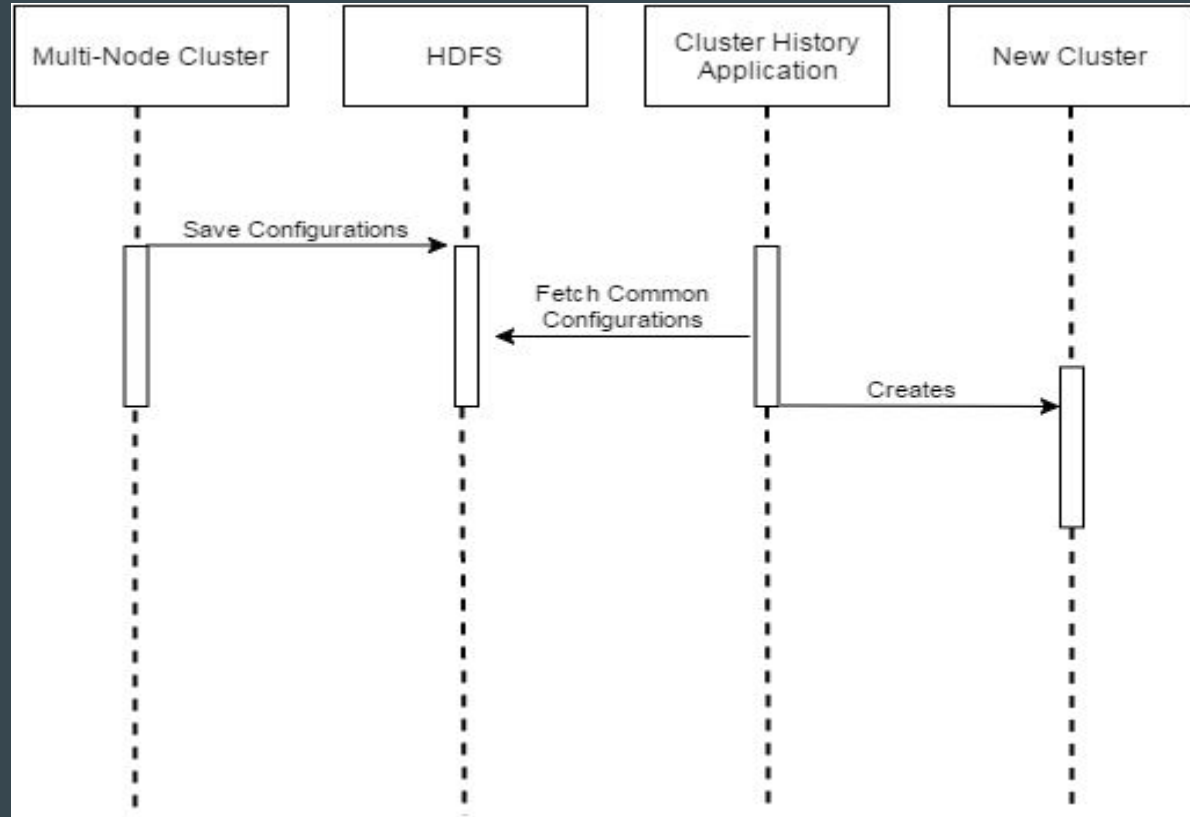 Multi-Node Cluster
HDFS
Cluster History
Application
New Cluster
Save Configurations
Fetch Common
Configurations
Creates